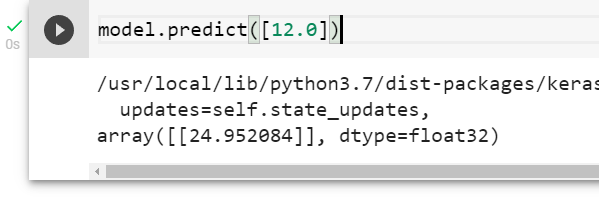 model.predict([12.0])
0s
/usr/local/lib/python3.7/dist-packages/keras
updates=self.state_updates,
array([[24.952084]], dtype=float32)